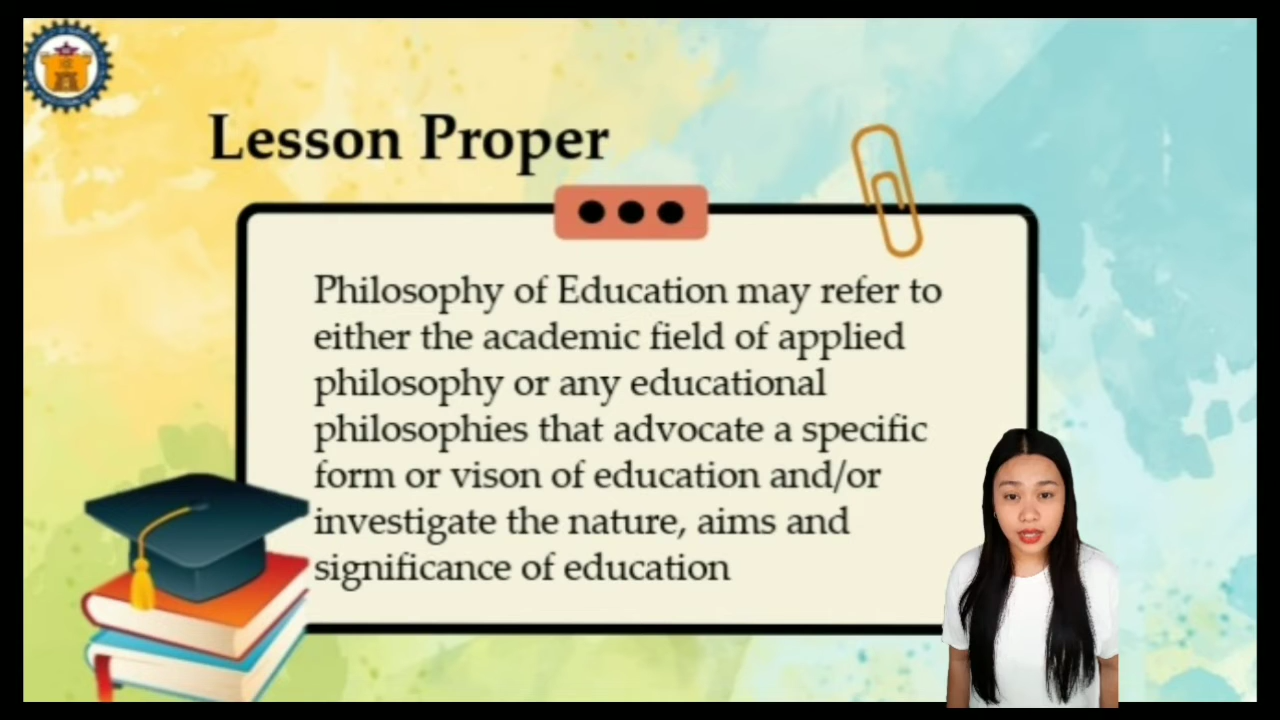 Lesson Proper
Philosophy of Education may refer to
either the academic field of applied
philosophy or any educational
philosophies that advocate a specific
form or vison of education and/or
investigate the nature, aims and
significance of education